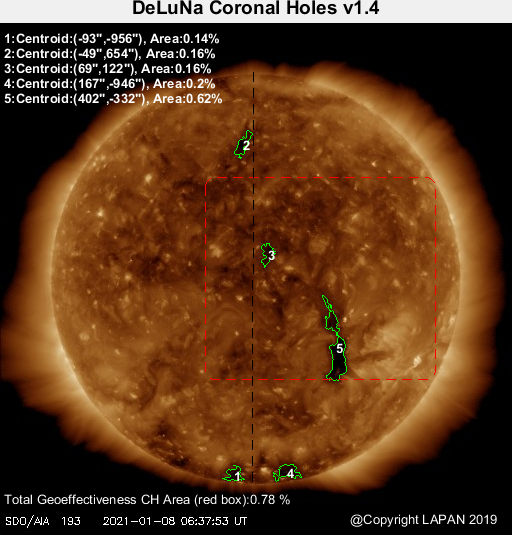 DeLuNa Coronal Holes v1.4
1:Centroid:(-93",-956"), Area:0.14%
2:Centroid:(-49",654"), Area:0.16%
3:Centroid:(69",122"), Area:0.16%
4:Centroid:(167",-946"), Area:0.2%
5:Centroid:(402",-332"), Area:0.62%
2
3
5
1
4
Total Geoeffectiveness CH Area (red box):0.78 %
SDO/AIA 193 2021-01-08 06:37:53 UT
@Copyright LAPAN 2019